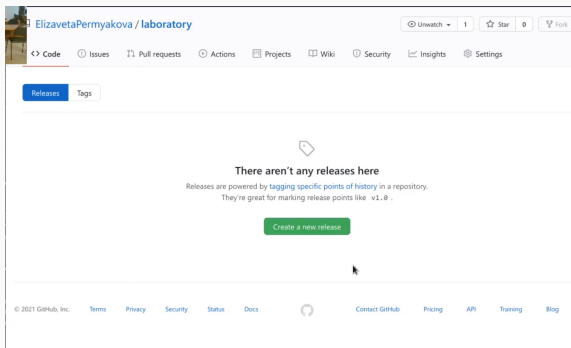 ElizavetaPermyakova / laboratory
Unwatch 1 Star 0 Fork
Code Issues Pull requests Actions Projects Wiki Security Insights Settings
Releases Tags
There aren't any releases here
Releases are powered by tagging specific points of history in a repository.
They're great for marking release points like v1.0 .
Create a new release
© 2021 GitHub, Inc. Terms Privacy Security Status Docs Contact GitHub Pricing API Training Blog